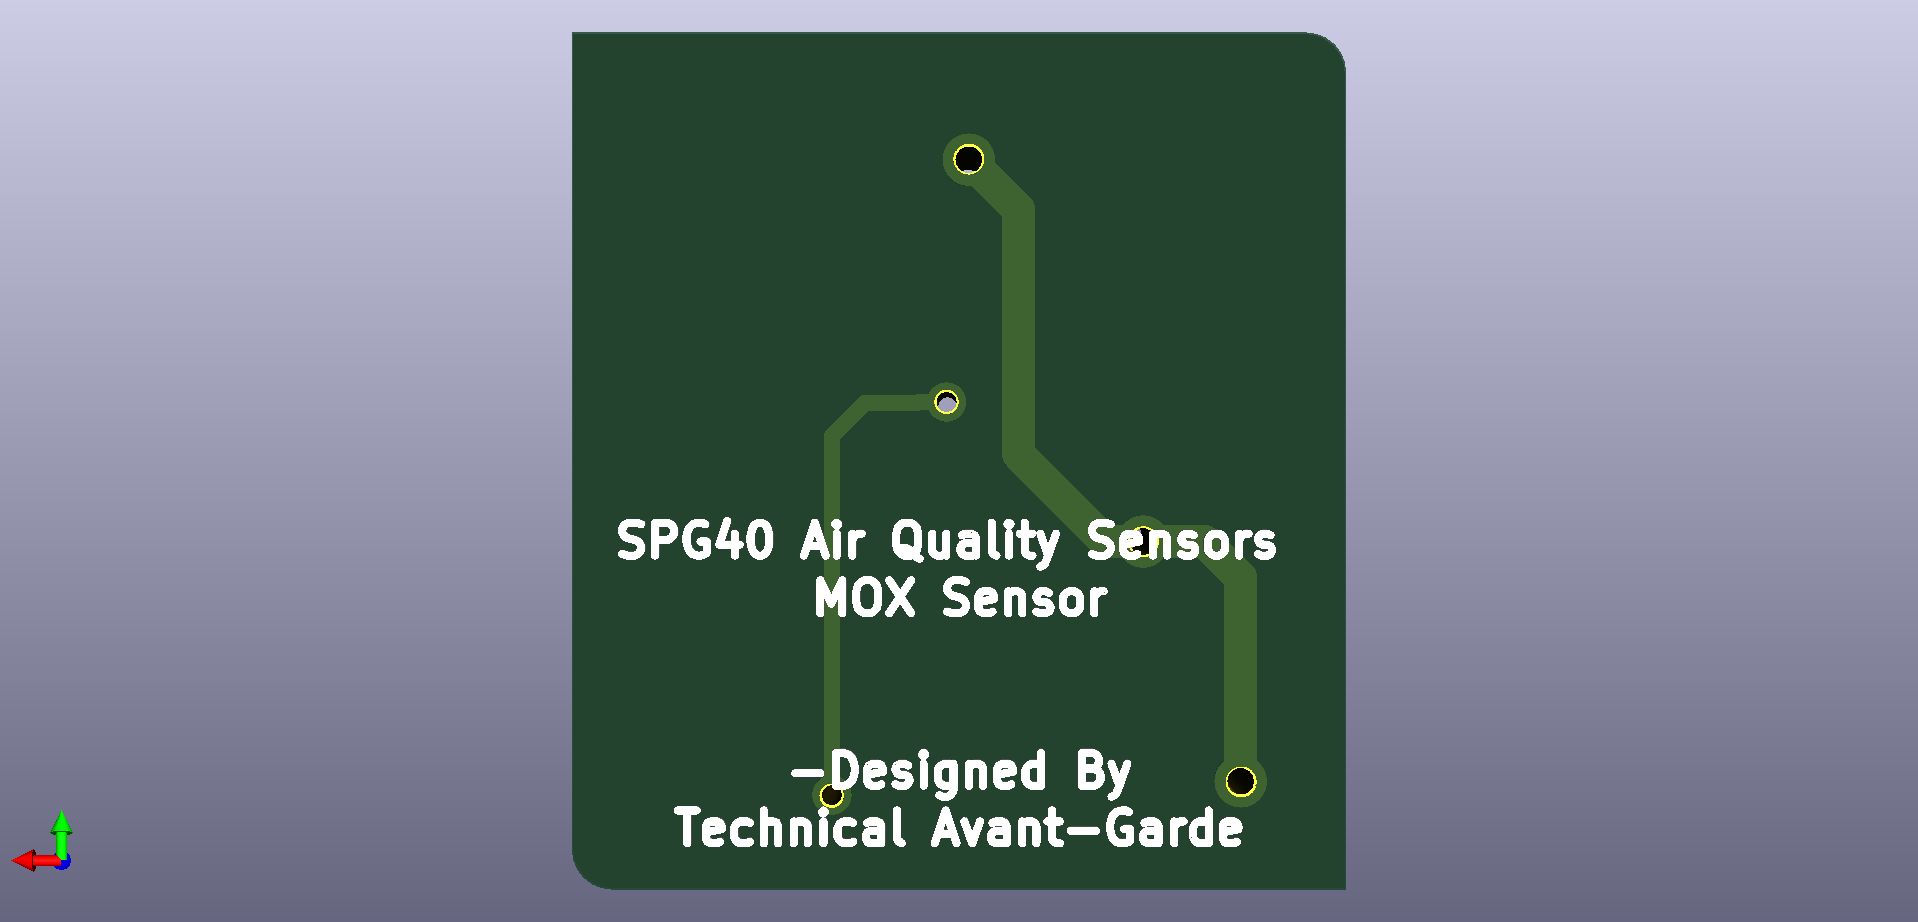 SPG40 Air Quality Sensors
MOX Sensor
-Designed By
Technical Avant-Garde